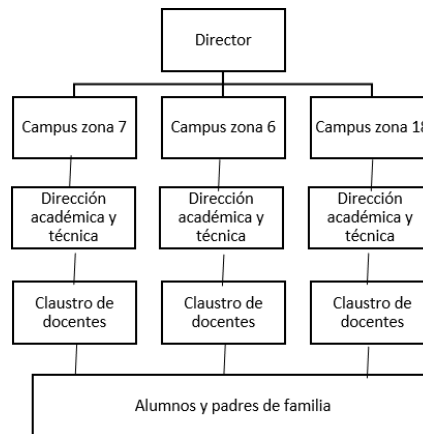 Director
Campus zona 7
Campus zona 6
Campus zona 18
Dirección
académica y
técnica
Dirección
académica y
técnica
Dirección
académica y
técnica
Claustro de
docentes
Claustro de
docentes
Claustro de
docentes
Alumnos y padres de familia